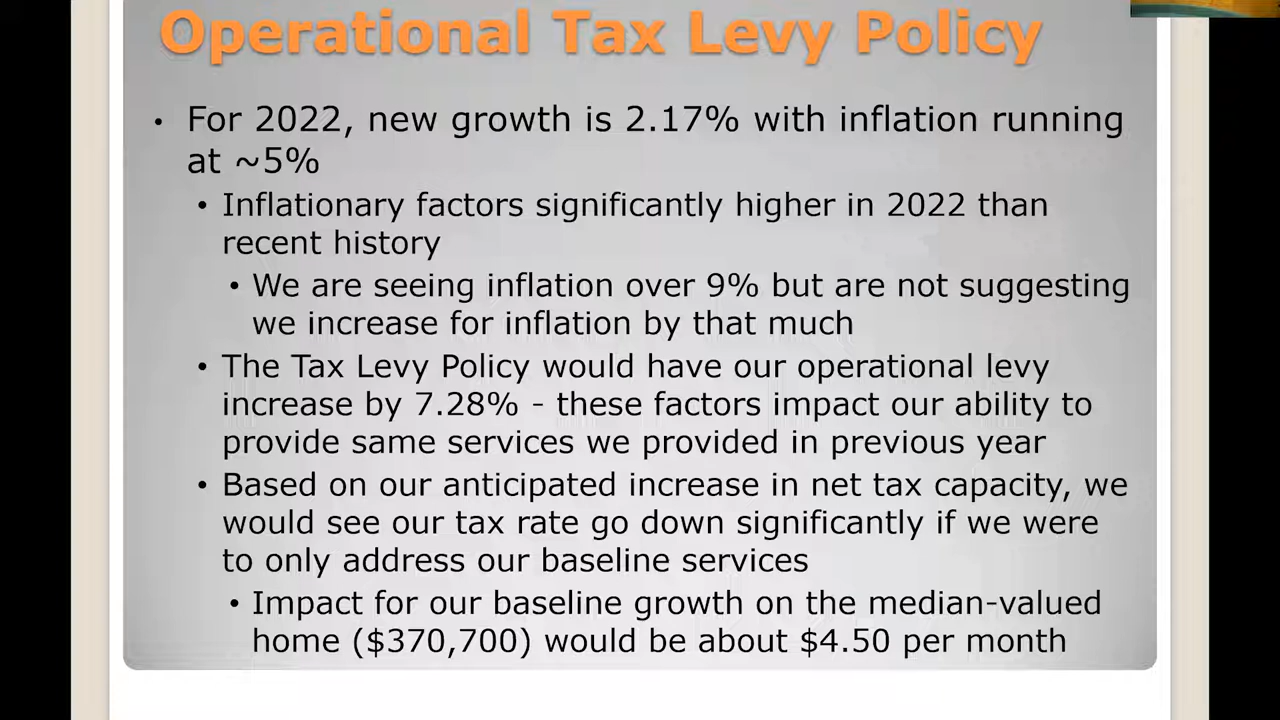 Operational Tax Levy Policy
• For 2022, new growth is 2.17% with inflation running
at ~5%
• Inflationary factors significantly higher in 2022 than
recent history
• We are seeing inflation over 9% but are not suggesting
we increase for inflation by that much
• The Tax Levy Policy would have our operational levy
increase by 7.28% - these factors impact our ability to
provide same services we provided in previous year
• Based on our anticipated increase in net tax capacity, we
would see our tax rate go down significantly if we were
to only address our baseline services
• Impact for our baseline growth on the median-valued
home ($370,700) would be about $4.50 per month